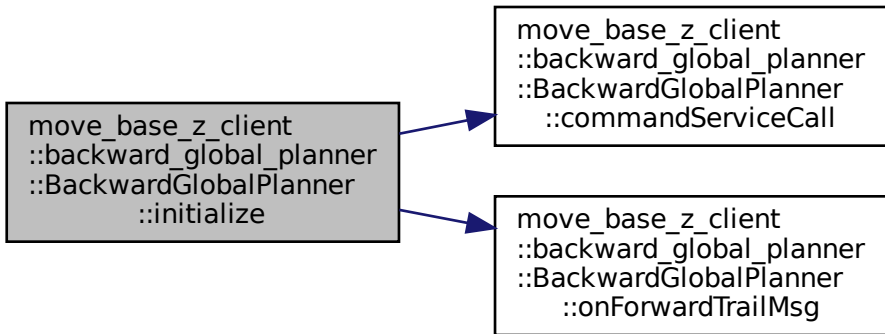 move_base_z_client
::backward_global_planner
::BackwardGlobalPlanner
::initialize
move_base_z_client
::backward_global_planner
::BackwardGlobalPlanner
::commandServiceCall
move_base_z_client
::backward_global_planner
::BackwardGlobalPlanner
::onForwardTrailMsg